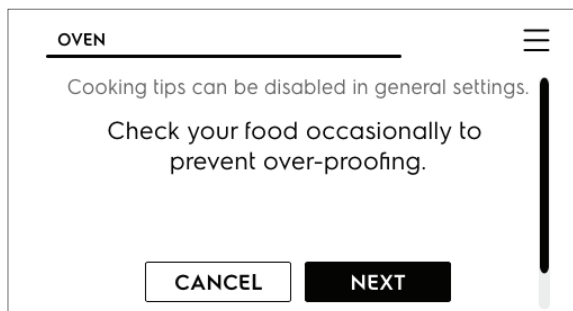 OVEN
Cooking tips can be disabled in general settings.
Check your food occasionally to
prevent over-proofing.
CANCEL
NEXT